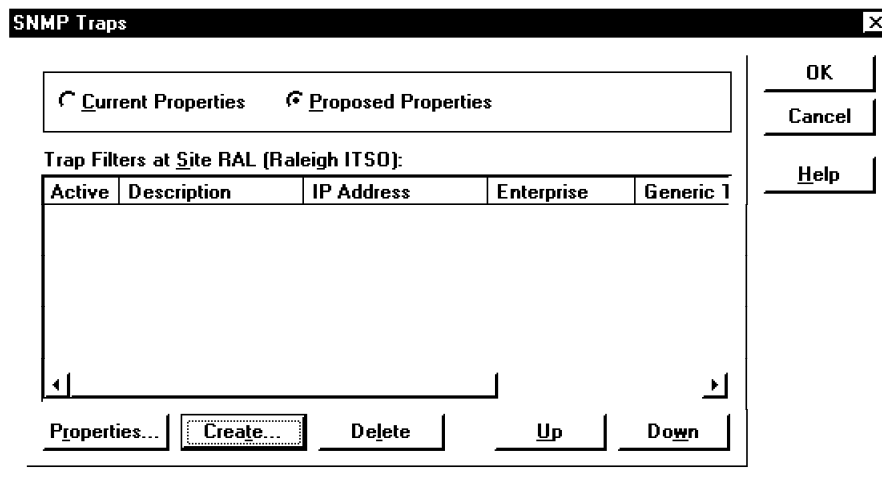 SNMP Traps
OK
Current Properties Proposed Properties
Cancel
Trap Filters at Site RAL (Raleigh ITSO):
Help
Active Description IP Address Enterprise Generic
Properties... Create... Delete Up Down